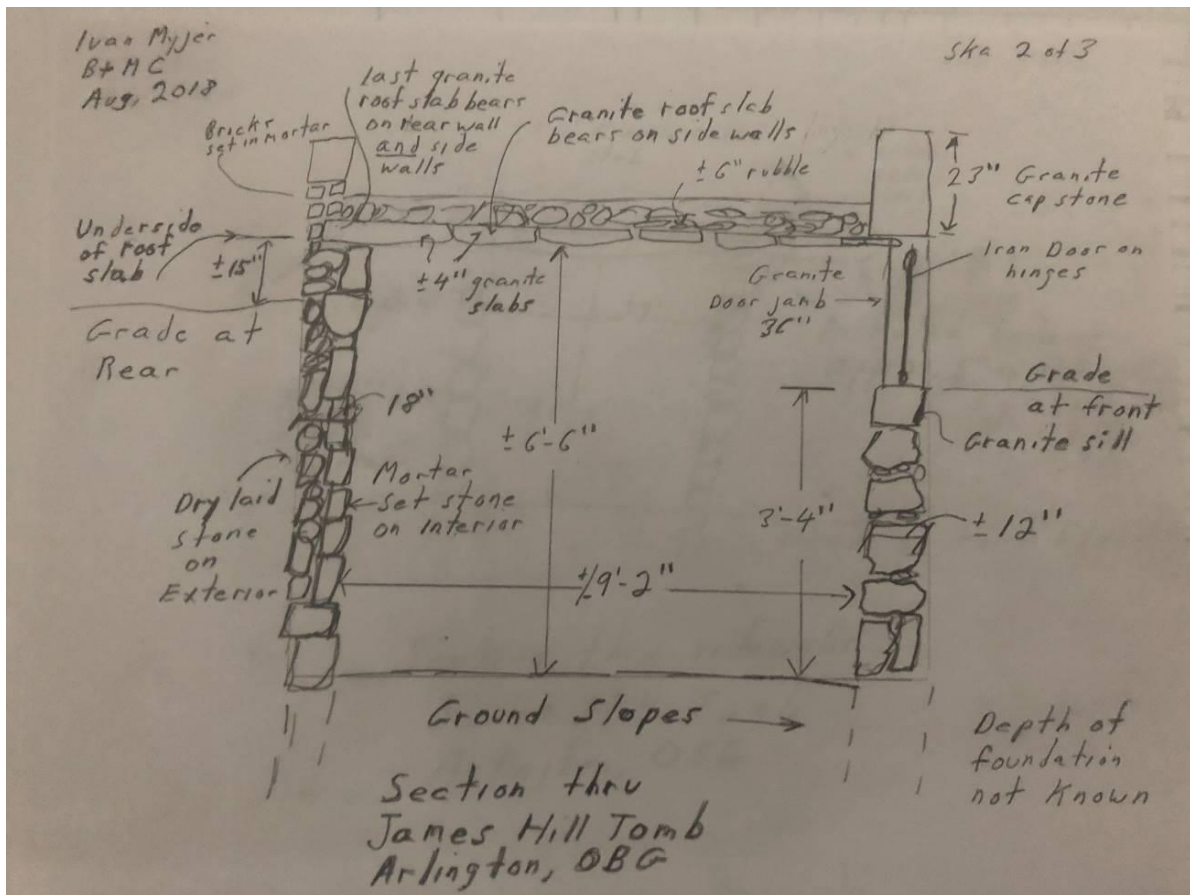 Ivan Myjer
B+MC
Aug, 2018
Ska 2 of 3
Bricks
set in mortar
last granite
roof slab bears
on rear wall
and side
walls
Granite roof slab
bears on side walls
± 6" rubble
23" Granite
cap stone
Underside
of roof
slab
±15"
±4" granite
slabs
Granite
Door jamb
36"
Iron Door on
hinges
Grade at
Rear
Grade
at front
Granite sill
18"
± 6'-6"
Dry laid
stone
on
Exterior
Mortar
set stone
on interior
3'-4"
±12"
±9'-2"
Ground Slopes
Depth of
foundation
not Known
Section thru
James Hill Tomb
Arlington, OBG